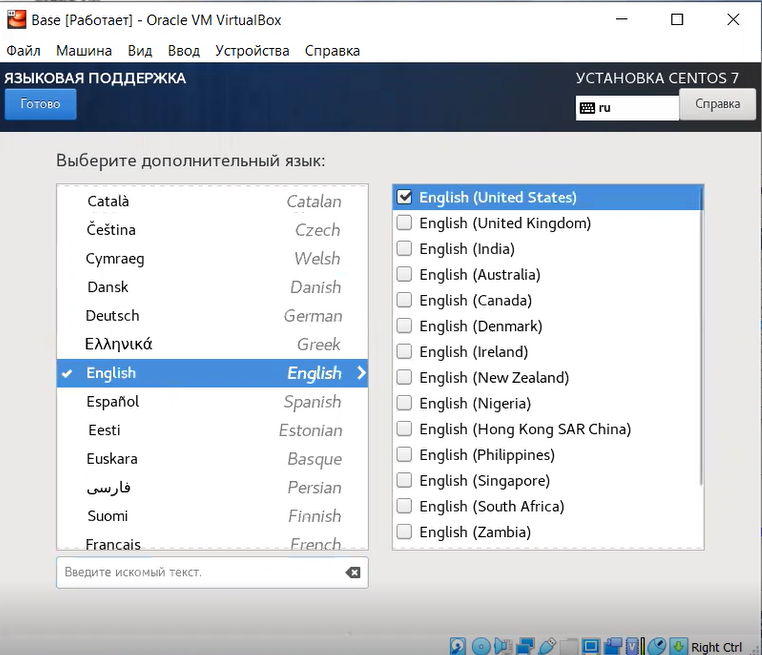 Base [Работает] - Oracle VM VirtualBox
Файл Машина Вид Ввод Устройства Справка
ЯЗЫКОВАЯ ПОДДЕРЖКА
УСТАНОВКА CENTOS 7
Готово
ru
Справка
Выберите дополнительный язык:
Català Catalan
Čeština Czech
Cymraeg Welsh
Dansk Danish
Deutsch German
Ελληνικά Greek
English English
Español Spanish
Eesti Estonian
Euskara Basque
فارسی Persian
Suomi Finnish
Français French
Введите искомый текст.
English (United States)
English (United Kingdom)
English (India)
English (Australia)
English (Canada)
English (Denmark)
English (Ireland)
English (New Zealand)
English (Nigeria)
English (Hong Kong SAR China)
English (Philippines)
English (Singapore)
English (South Africa)
English (Zambia)
Right Ctrl